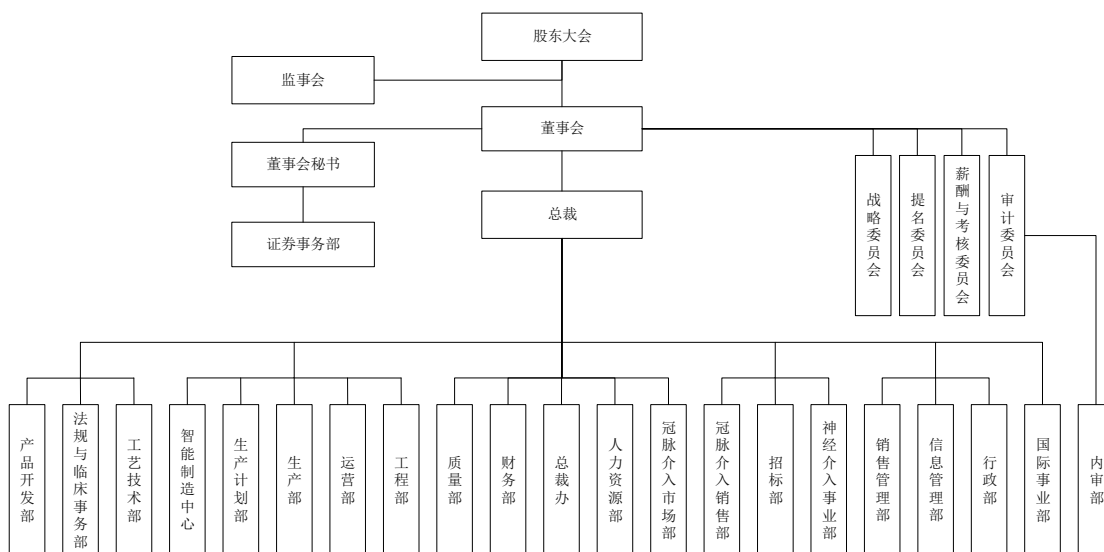 股东大会
监事会
董事会
董事会秘书
总裁
证券事务部
战略委员会
提名委员会
薪酬与考核委员会
审计委员会
产品开发部
法规与临床事务部
工艺技术部
智能制造中心
生产计划部
生产部
运营部
工程部
质量部
财务部
总裁办
人力资源部
冠脉介入市场部
冠脉介入销售部
招标部
神经介入事业部
销售管理部
信息管理部
行政部
国际事业部
内审部